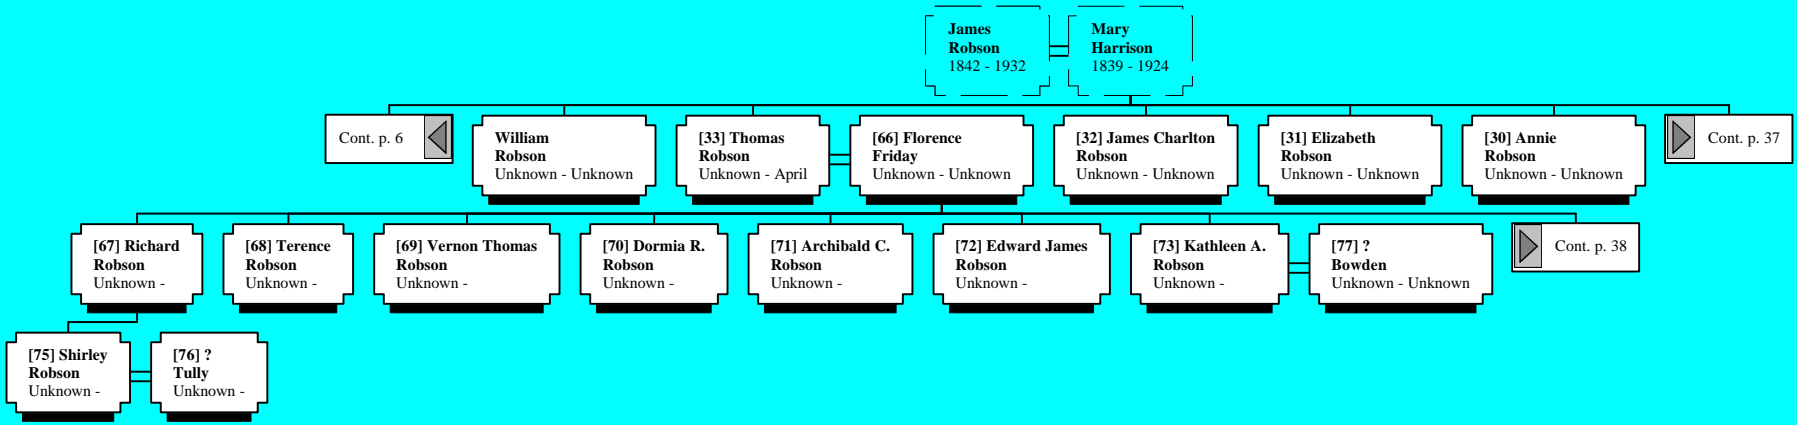 James
Robson
1842 - 1932
Mary
Harrison
1839 - 1924
Cont. p. 6
William
Robson
Unknown - Unknown
[33] Thomas
Robson
Unknown - April
[66] Florence
Friday
Unknown - Unknown
[32] James Charlton
Robson
Unknown - Unknown
[31] Elizabeth
Robson
Unknown - Unknown
[30] Annie
Robson
Unknown - Unknown
Cont. p. 37
[67] Richard
Robson
Unknown -
[68] Terence
Robson
Unknown -
[69] Vernon Thomas
Robson
Unknown -
[70] Dormia R.
Robson
Unknown -
[71] Archibald C.
Robson
Unknown -
[72] Edward James
Robson
Unknown -
[73] Kathleen A.
Robson
Unknown -
[77] ?
Bowden
Unknown - Unknown
Cont. p. 38
[75] Shirley
Robson
Unknown -
[76] ?
Tully
Unknown -